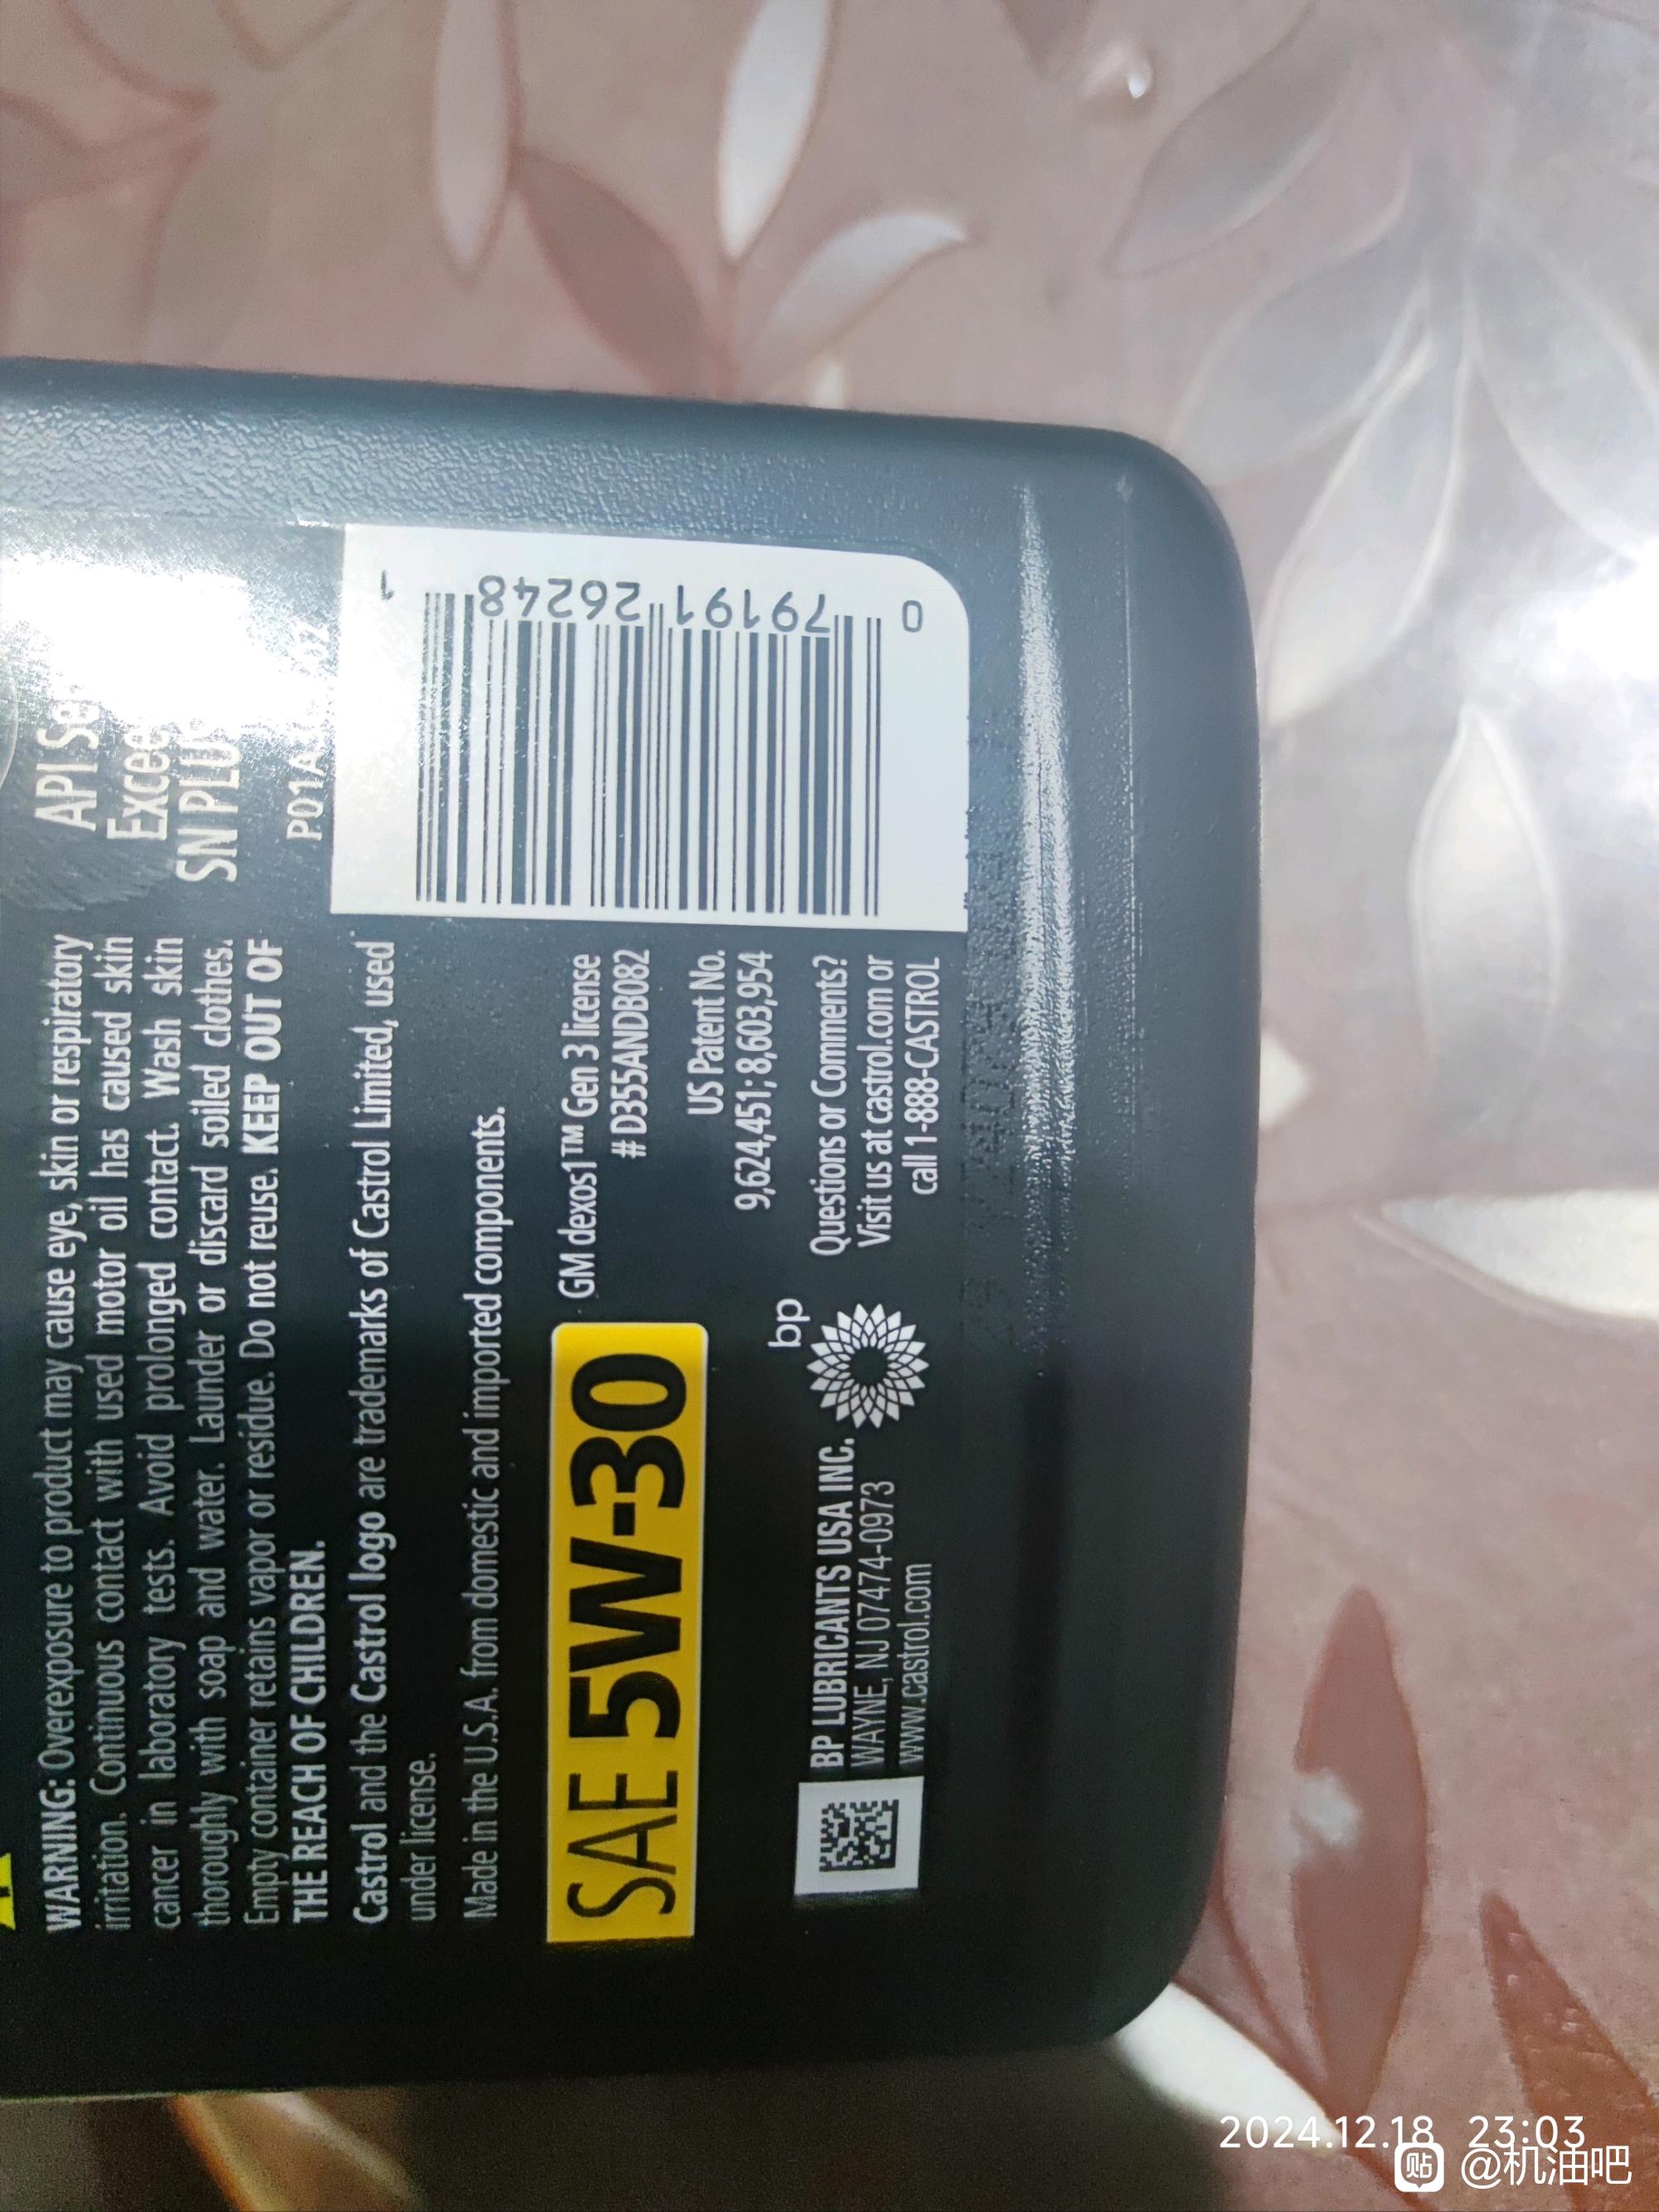 WARNING: Overexposure to product may cause eye, skin or respiratory
irritation. Continuous contact with used motor oil has caused skin
cancer in laboratory tests. Avoid prolonged contact. Wash skin
thoroughly with soap and water. Launder or discard soiled clothes.
Empty container retains vapor or residue. Do not reuse. KEEP OUT OF
THE REACH OF CHILDREN.
Castrol and the Castrol logo are trademarks of Castrol Limited, used
under license.
Made in the U.S.A. from domestic and imported components.
SAE 5W-30
GM dexos1™ Gen 3 license
# D355ANDB082
US Patent No.
9,624,451; 8,603,954
BP LUBRICANTS USA INC.
WAYNE, NJ 07474-0973
www.castrol.com
bp
Questions or Comments?
Visit us at castrol.com or
call 1-888-CASTROL
API
SN PLUS
0 79191 26248 1
2024.12.18 23:03
贴 @机油吧